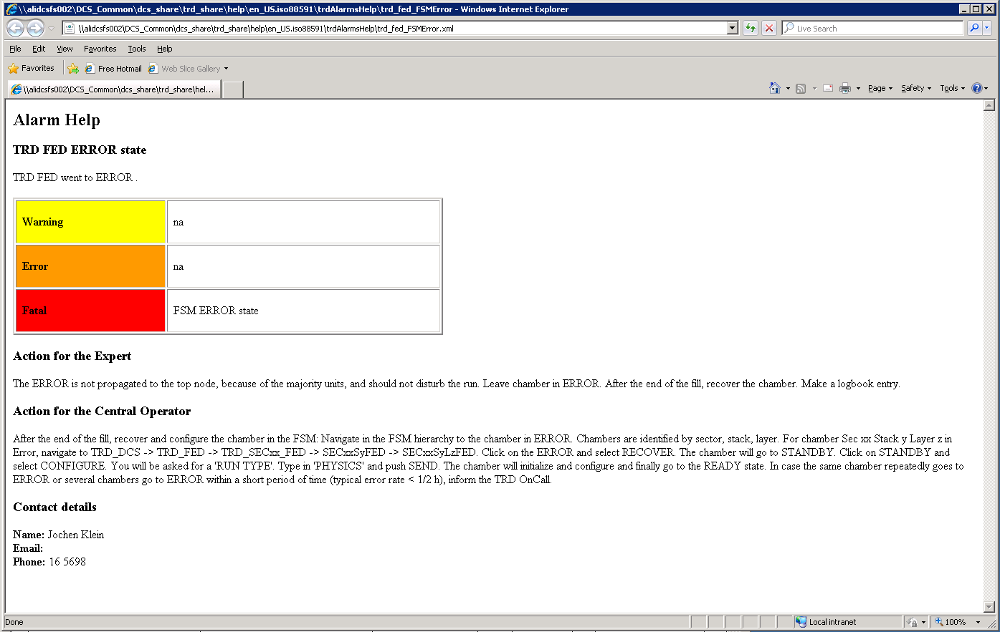 \\alidcsfs002\DCS_Common\dcs_share\trd_share\help\en_US.iso88591\trdAlarmsHelp\trd_fed_FSMError - Windows Internet Explorer
\\alidcsfs002\DCS_Common\dcs_share\trd_share\help\en_US.iso88591\trdAlarmsHelp\trd_fed_FSMError.xml
Live Search
File Edit View Favorites Tools Help
Favorites Free Hotmail Web Slice Gallery
\\alidcsfs002\DCS_Common\dcs_share\trd_share\hel...
Page Safety Tools
Alarm Help
TRD FED ERROR state
TRD FED went to ERROR .
Warning na
Error na
Fatal FSM ERROR state
Action for the Expert
The ERROR is not propagated to the top node, because of the majority units, and should not disturb the run. Leave chamber in ERROR. After the end of the fill, recover the chamber. Make a logbook entry.
Action for the Central Operator
After the end of the fill, recover and configure the chamber in the FSM: Navigate in the FSM hierarchy to the chamber in ERROR. Chambers are identified by sector, stack, layer. For chamber Sec xx Stack y Layer z in
Error, navigate to TRD_DCS -> TRD_FED -> TRD_SECxx_FED -> SECxxSyFED -> SECxxSyLzFED. Click on the ERROR and select RECOVER. The chamber will go to STANDBY. Click on STANDBY and
select CONFIGURE. You will be asked for a 'RUN TYPE'. Type in 'PHYSICS' and push SEND. The chamber will initialize and configure and finally go to the READY state. In case the same chamber repeatedly goes to
ERROR or several chambers go to ERROR within a short period of time (typical error rate < 1/2 h), inform the TRD OnCall.
Contact details
Name: Jochen Klein
Email:
Phone: 16 5698
Done
Local intranet
100%